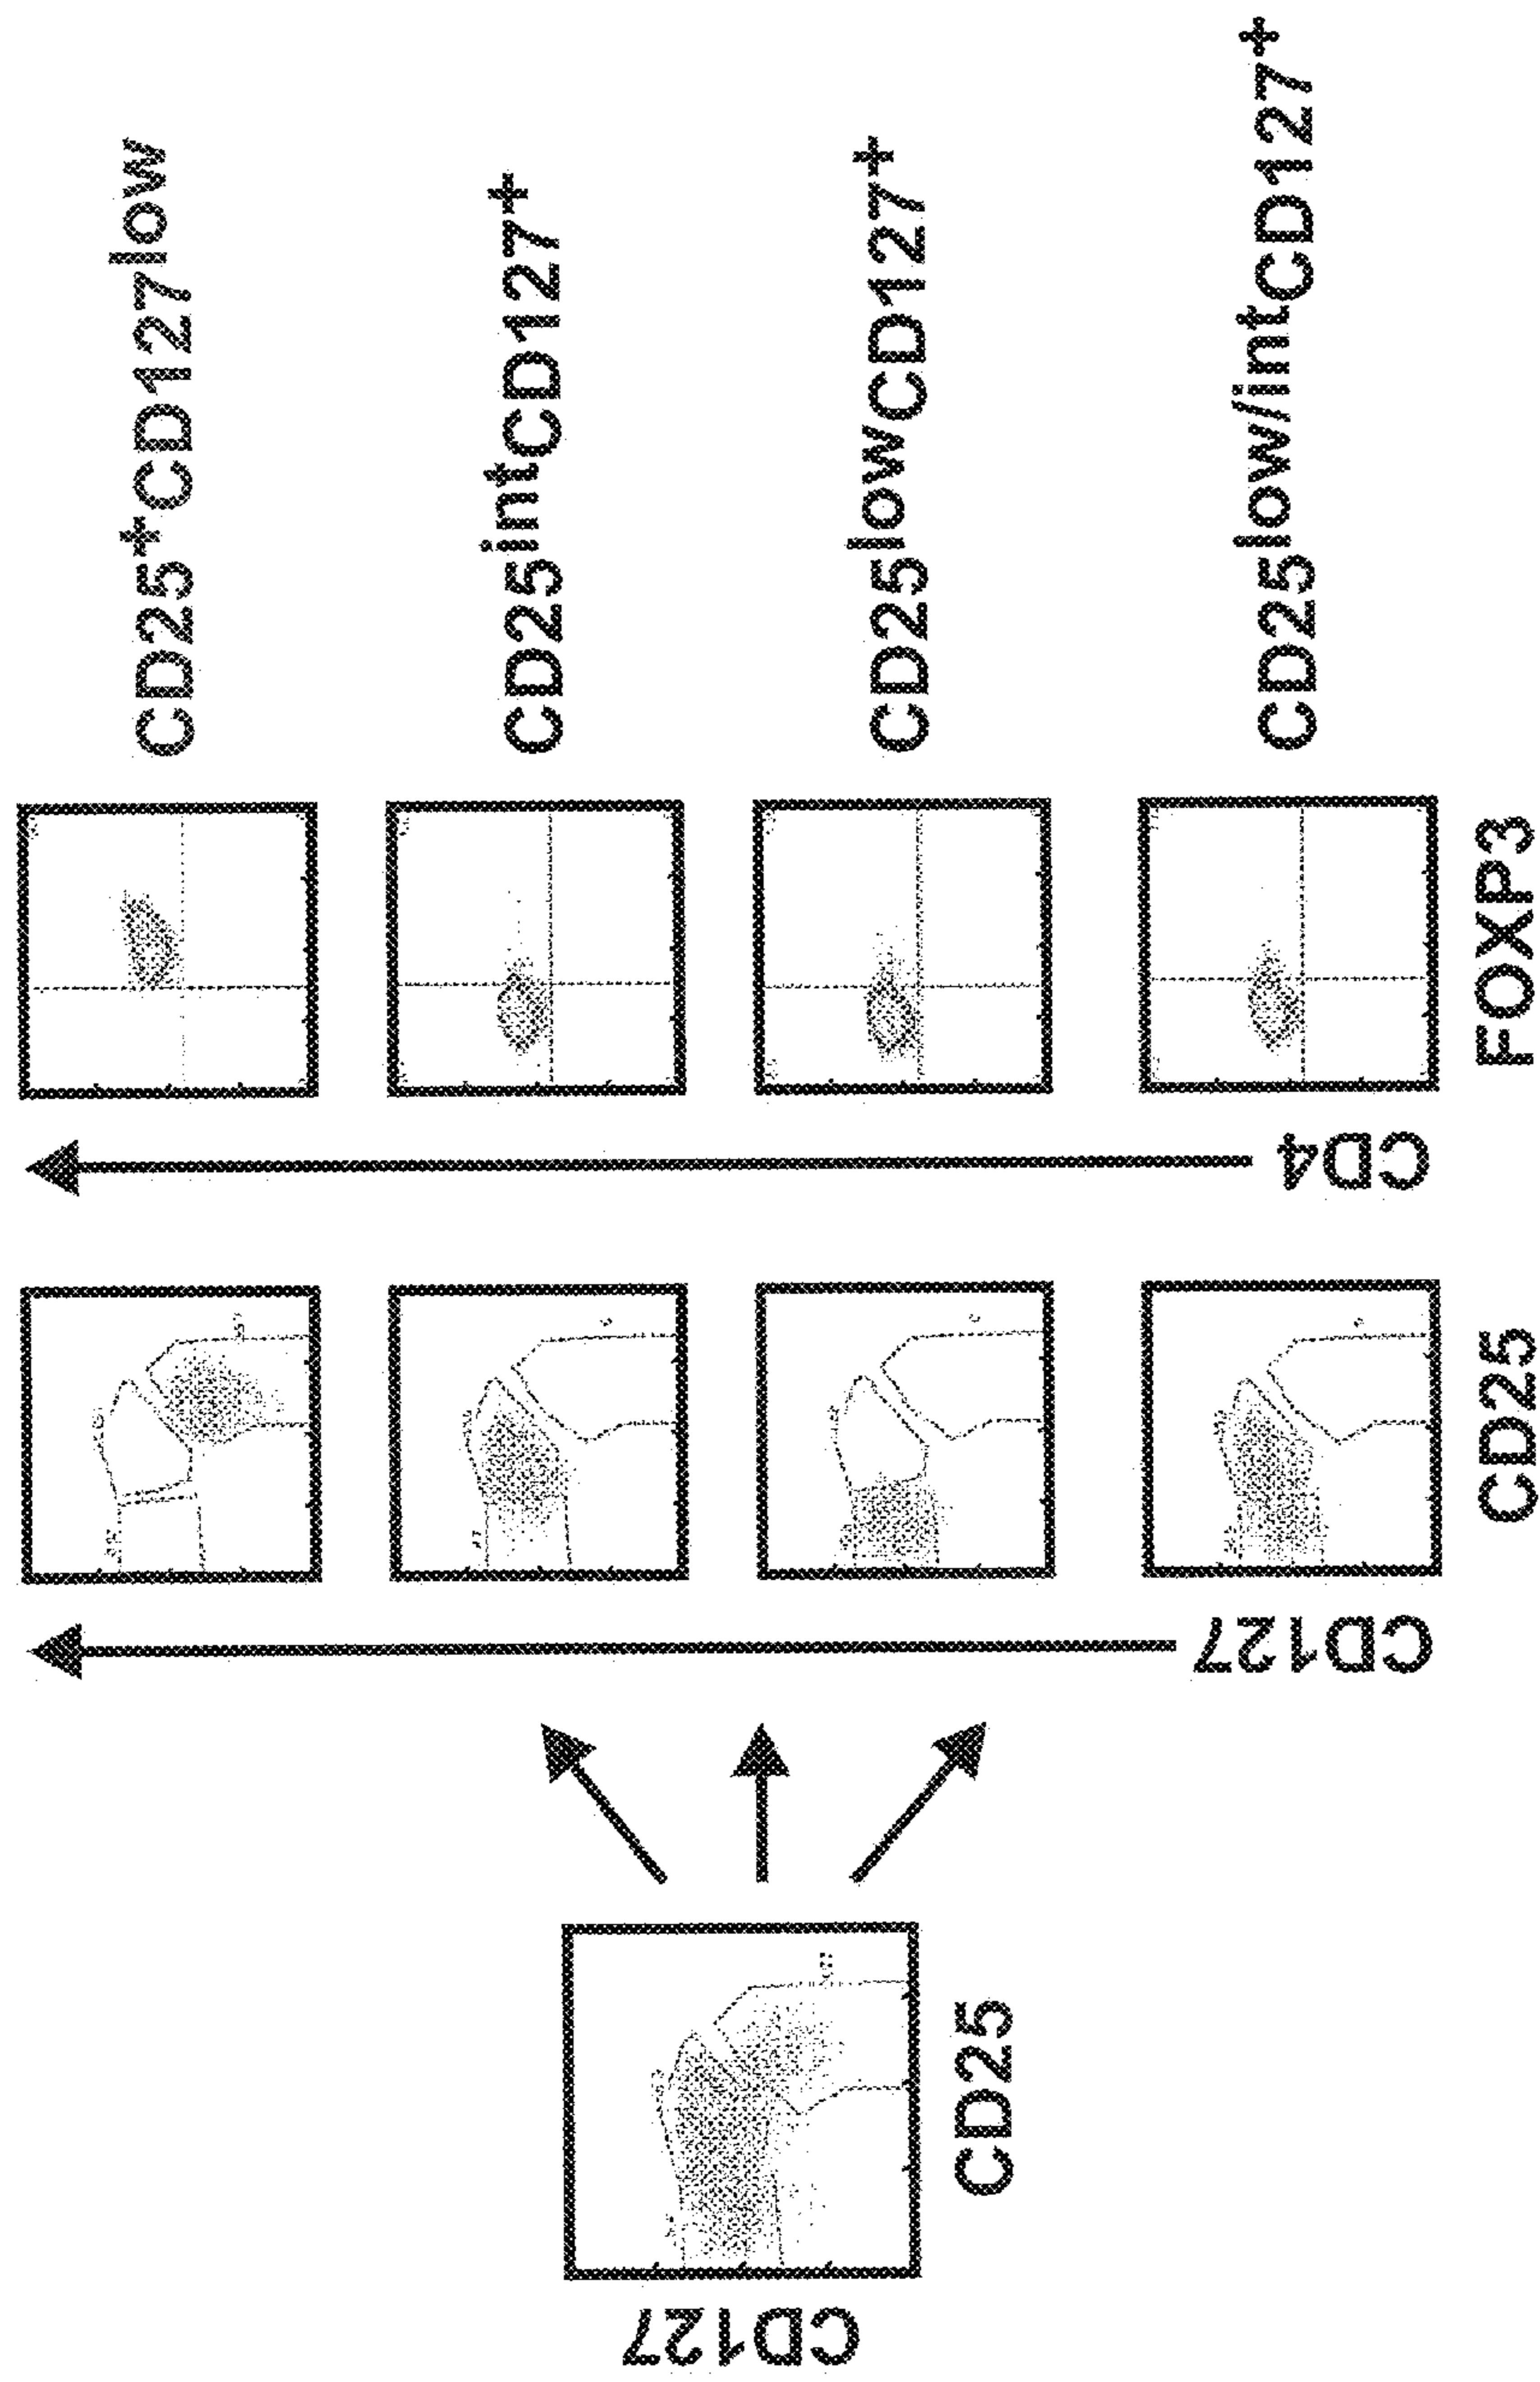 CD127
CD25
CD127
CD25
CD4
FOXP3
CD25⁺CD127ˡᵒʷ
CD25ⁱⁿᵗCD127⁺
CD25ˡᵒʷCD127⁺
CD25ˡᵒʷ/ⁱⁿᵗCD127⁺